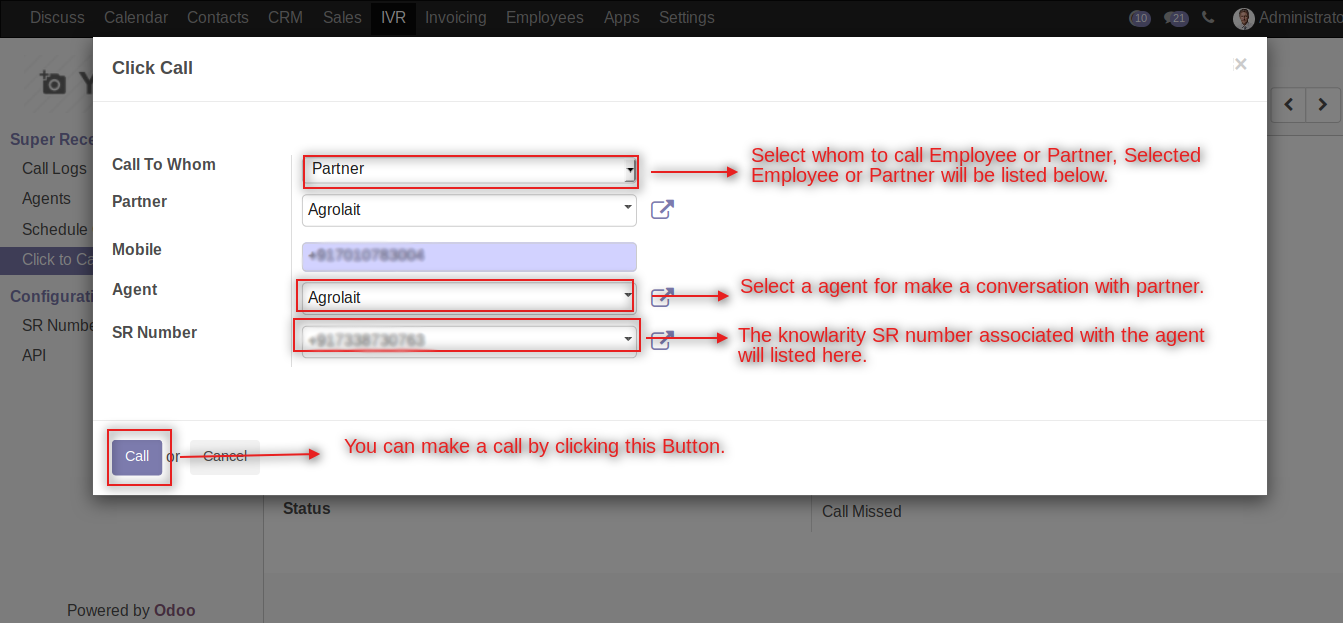 Discuss Calendar Contacts CRM Sales IVR Invoicing Employees Apps Settings 10 21 Administrato
Click Call ×
Y
Super Rece
Call Logs
Agents
Schedule
Click to Ca
Configurati
SR Numbe
API
Call To Whom Partner
Select whom to call Employee or Partner, Selected
Employee or Partner will be listed below.
Partner Agrolait
Mobile +917010783004
Agent Agrolait
Select a agent for make a conversation with partner.
SR Number +917338730763
The knowlarity SR number associated with the agent
will listed here.
Call or Cancel
You can make a call by clicking this Button.
Status Call Missed
Powered by Odoo